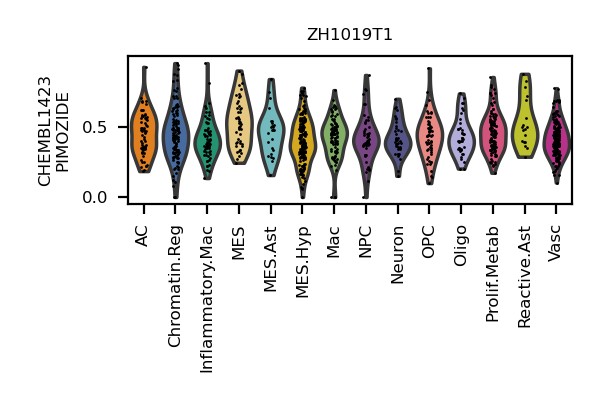 ZH1019T1
CHEMBL1423
PIMOZIDE
0.5
0.0
AC
Chromatin.Reg
Inflammatory.Mac
MES
MES.Ast
MES.Hyp
Mac
NPC
Neuron
OPC
Oligo
Prolif.Metab
Reactive.Ast
Vasc